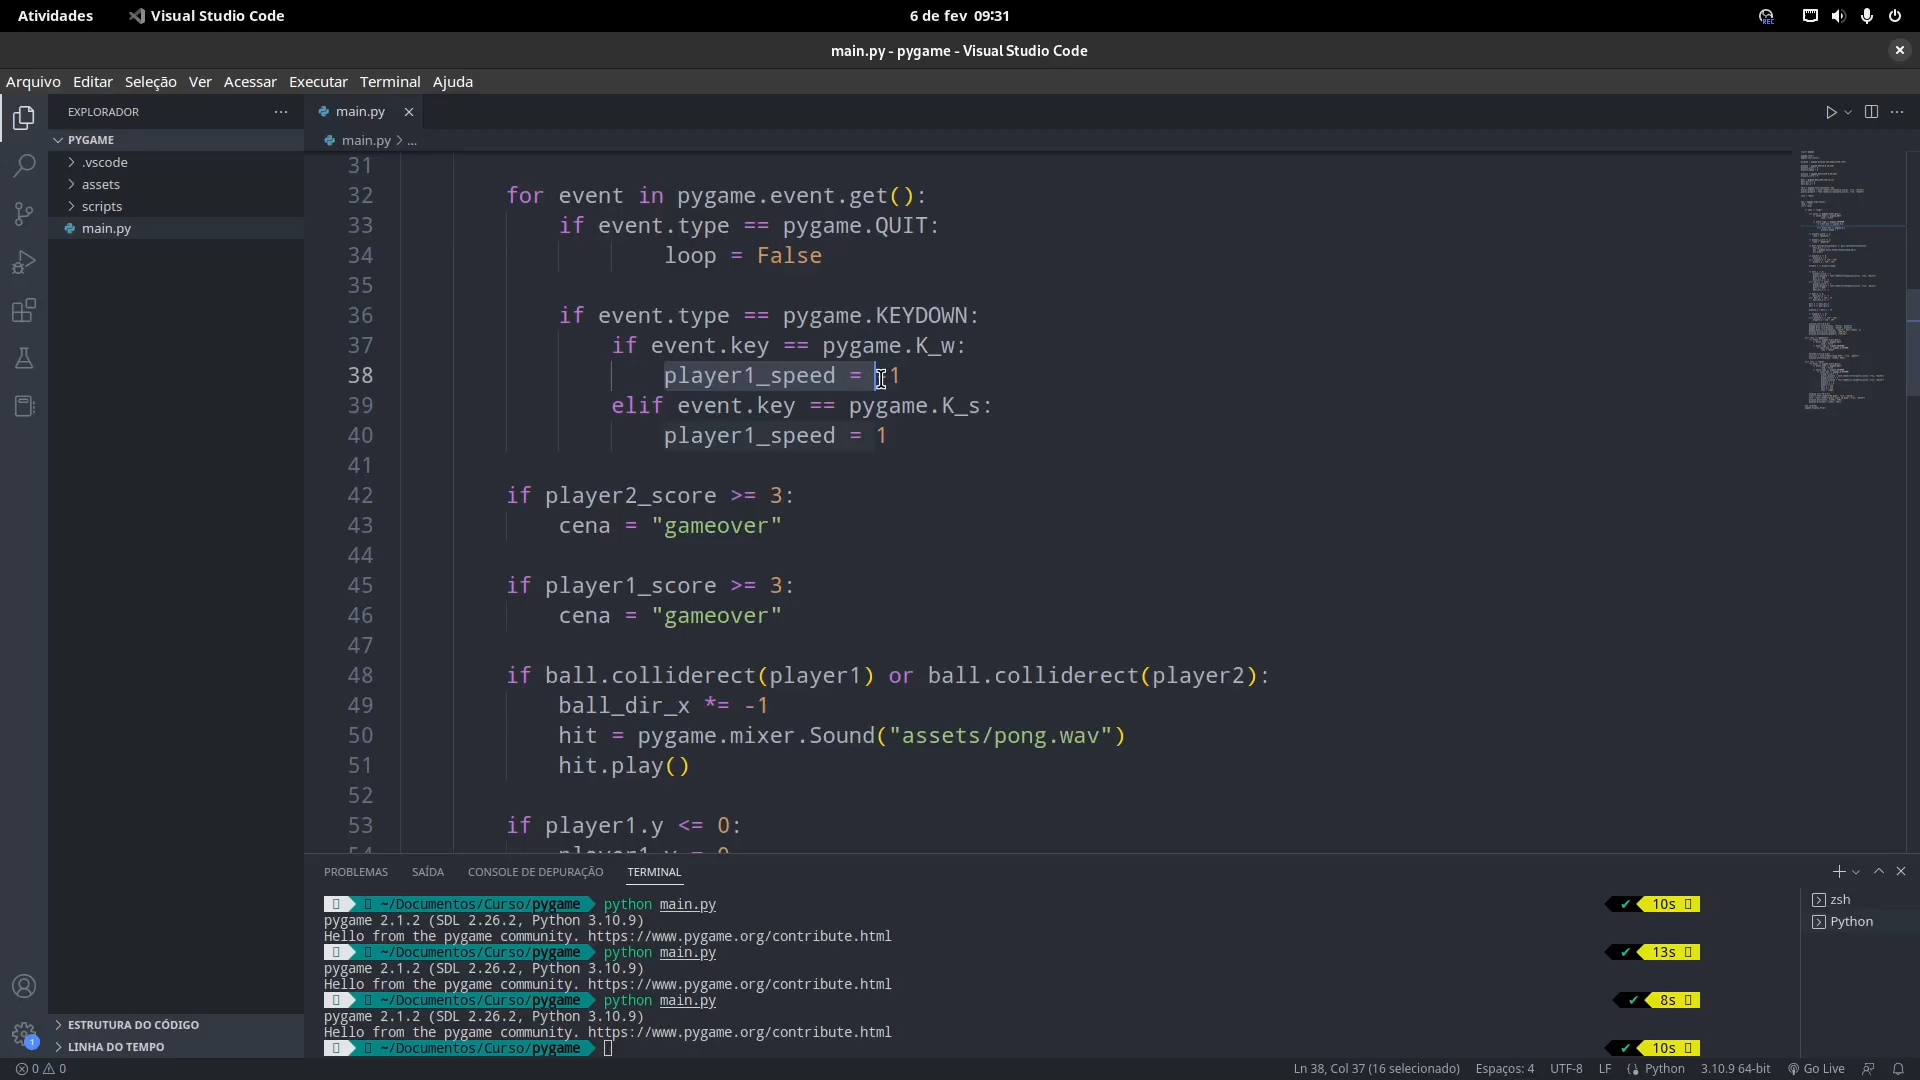 Atividades
Visual Studio Code
6 de fev 09:31
REC
main.py - pygame - Visual Studio Code
Arquivo Editar Seleção Ver Acessar Executar Terminal Ajuda
EXPLORADOR
PYGAME
.vscode
assets
scripts
main.py
main.py
main.py > ...
31
32 for event in pygame.event.get():
33 if event.type == pygame.QUIT:
34 loop = False
35
36 if event.type == pygame.KEYDOWN:
37 if event.key == pygame.K_w:
38 player1_speed = -1
39 elif event.key == pygame.K_s:
40 player1_speed = 1
41
42 if player2_score >= 3:
43 cena = "gameover"
44
45 if player1_score >= 3:
46 cena = "gameover"
47
48 if ball.colliderect(player1) or ball.colliderect(player2):
49 ball_dir_x *= -1
50 hit = pygame.mixer.Sound("assets/pong.wav")
51 hit.play()
52
53 if player1.y <= 0:
54 player1.y = 0
PROBLEMAS SAÍDA CONSOLE DE DEPURAÇÃO TERMINAL
~/Documentos/Curso/pygame python main.py ✔ 10s
pygame 2.1.2 (SDL 2.26.2, Python 3.10.9)
Hello from the pygame community. https://www.pygame.org/contribute.html
~/Documentos/Curso/pygame python main.py ✔ 13s
pygame 2.1.2 (SDL 2.26.2, Python 3.10.9)
Hello from the pygame community. https://www.pygame.org/contribute.html
~/Documentos/Curso/pygame python main.py ✔ 8s
pygame 2.1.2 (SDL 2.26.2, Python 3.10.9)
Hello from the pygame community. https://www.pygame.org/contribute.html
~/Documentos/Curso/pygame ✔ 10s
zsh
Python
ESTRUTURA DO CÓDIGO
LINHA DO TEMPO
1
0 0
Ln 38, Col 37 (16 selecionado) Espaços: 4 UTF-8 LF Python 3.10.9 64-bit Go Live